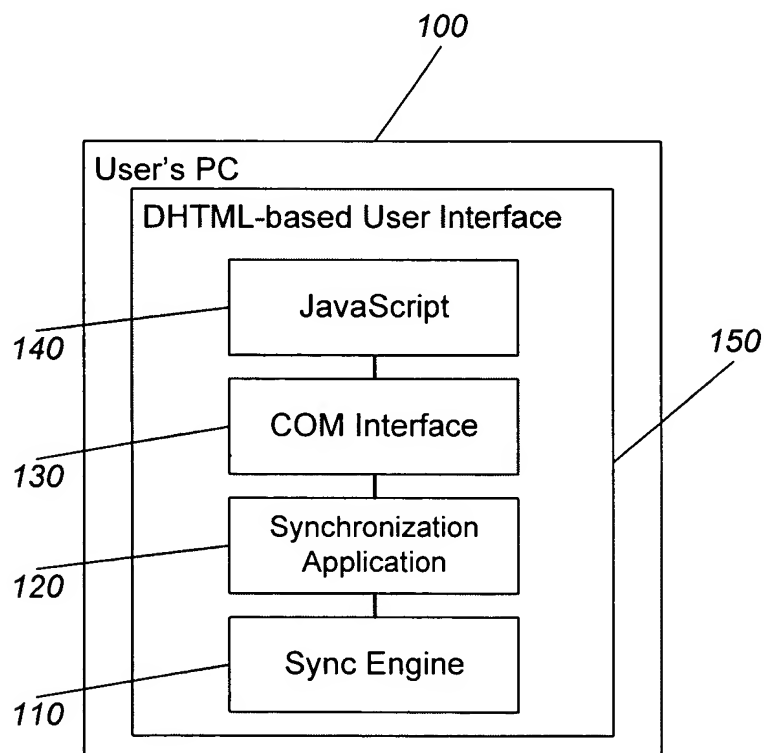 100
User's PC
DHTML-based User Interface
JavaScript
140
150
COM Interface
130
Synchronization
Application
120
Sync Engine
110